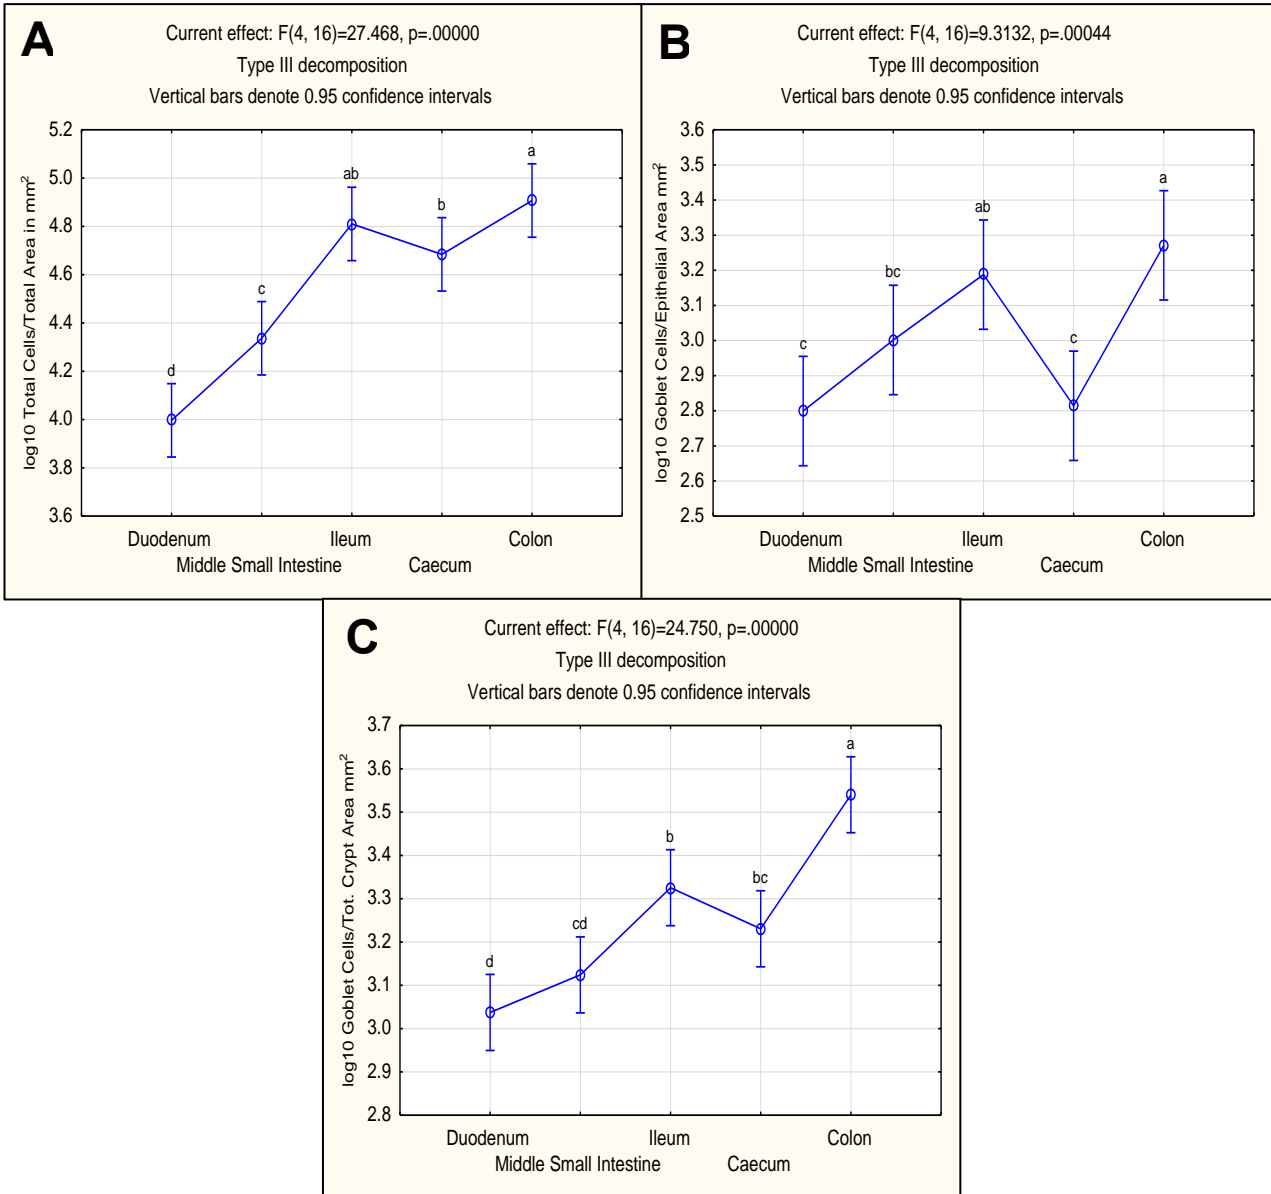 A
Current effect: F(4, 16)=27.468, p=.00000
Type III decomposition
Vertical bars denote 0.95 confidence intervals
log10 Total Cells/Total Area in mm²
5.2
5.0
4.8
4.6
4.4
4.2
4.0
3.8
3.6
d
c
ab
b
a
Duodenum Ileum Colon
Middle Small Intestine Caecum
B
Current effect: F(4, 16)=9.3132, p=.00044
Type III decomposition
Vertical bars denote 0.95 confidence intervals
log10 Goblet Cells/Epithelial Area mm²
3.6
3.5
3.4
3.3
3.2
3.1
3.0
2.9
2.8
2.7
2.6
2.5
c
bc
ab
c
a
Duodenum Ileum Colon
Middle Small Intestine Caecum
C
Current effect: F(4, 16)=24.750, p=.00000
Type III decomposition
Vertical bars denote 0.95 confidence intervals
log10 Goblet Cells/Tot. Crypt Area mm²
3.7
3.6
3.5
3.4
3.3
3.2
3.1
3.0
2.9
2.8
d
cd
b
bc
a
Duodenum Ileum Colon
Middle Small Intestine Caecum